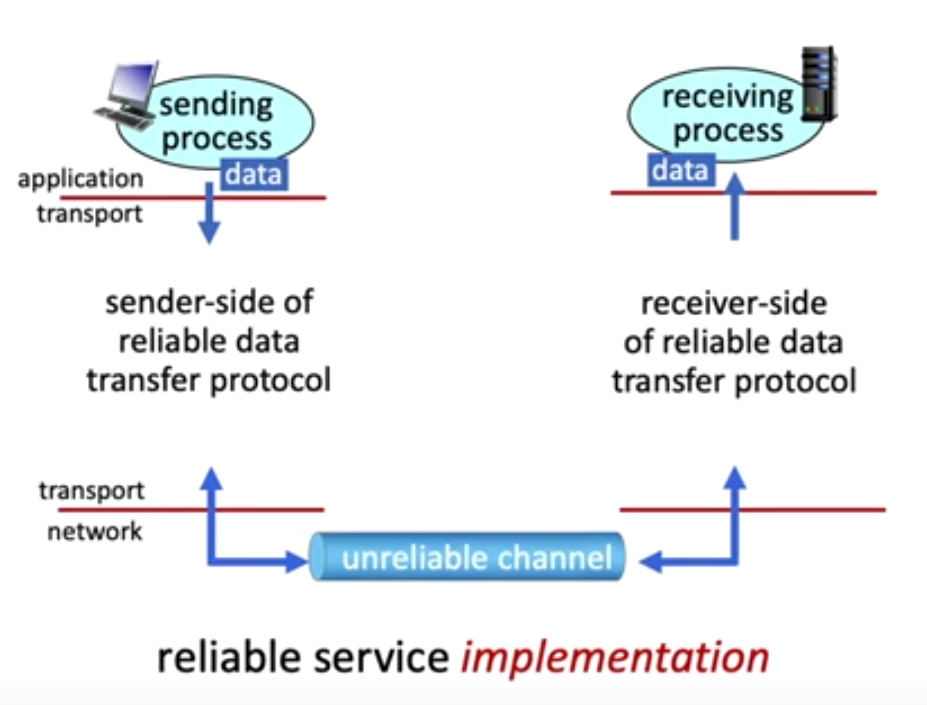 sending
process
data
application
transport
receiving
process
data
sender-side of
reliable data
transfer protocol
receiver-side
of reliable data
transfer protocol
transport
network
unreliable channel
reliable service implementation